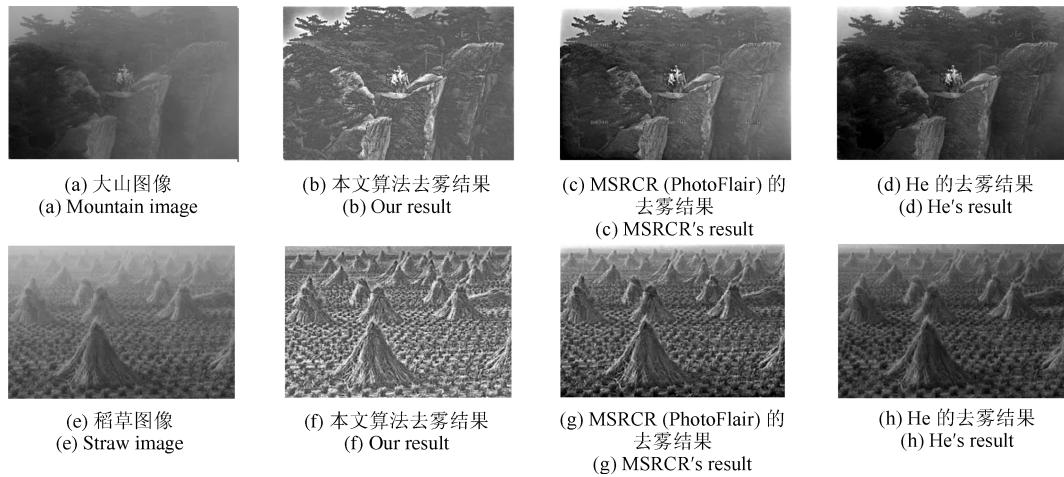 (a) 大山图像
(a) Mountain image
(b) 本文算法去雾结果
(b) Our result
(c) MSRCR (PhotoFlair) 的
去雾结果
(c) MSRCR′s result
(d) He 的去雾结果
(d) He′s result
(e) 稻草图像
(e) Straw image
(f) 本文算法去雾结果
(f) Our result
(g) MSRCR (PhotoFlair) 的
去雾结果
(g) MSRCR′s result
(h) He 的去雾结果
(h) He′s result